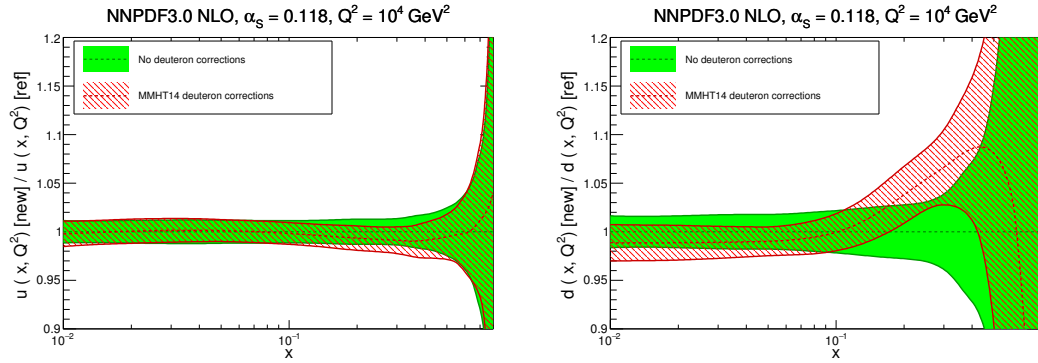 NNPDF3.0 NLO, α_S = 0.118, Q² = 10⁴ GeV²
1.2
1.15
1.1
1.05
1
0.95
0.9
u ( x, Q²) [new] / u ( x, Q²) [ref]
No deuteron corrections
MMHT14 deuteron corrections
10⁻²
10⁻¹
x
NNPDF3.0 NLO, α_S = 0.118, Q² = 10⁴ GeV²
1.2
1.15
1.1
1.05
1
0.95
0.9
d ( x, Q²) [new] / d ( x, Q²) [ref]
No deuteron corrections
MMHT14 deuteron corrections
10⁻²
10⁻¹
x